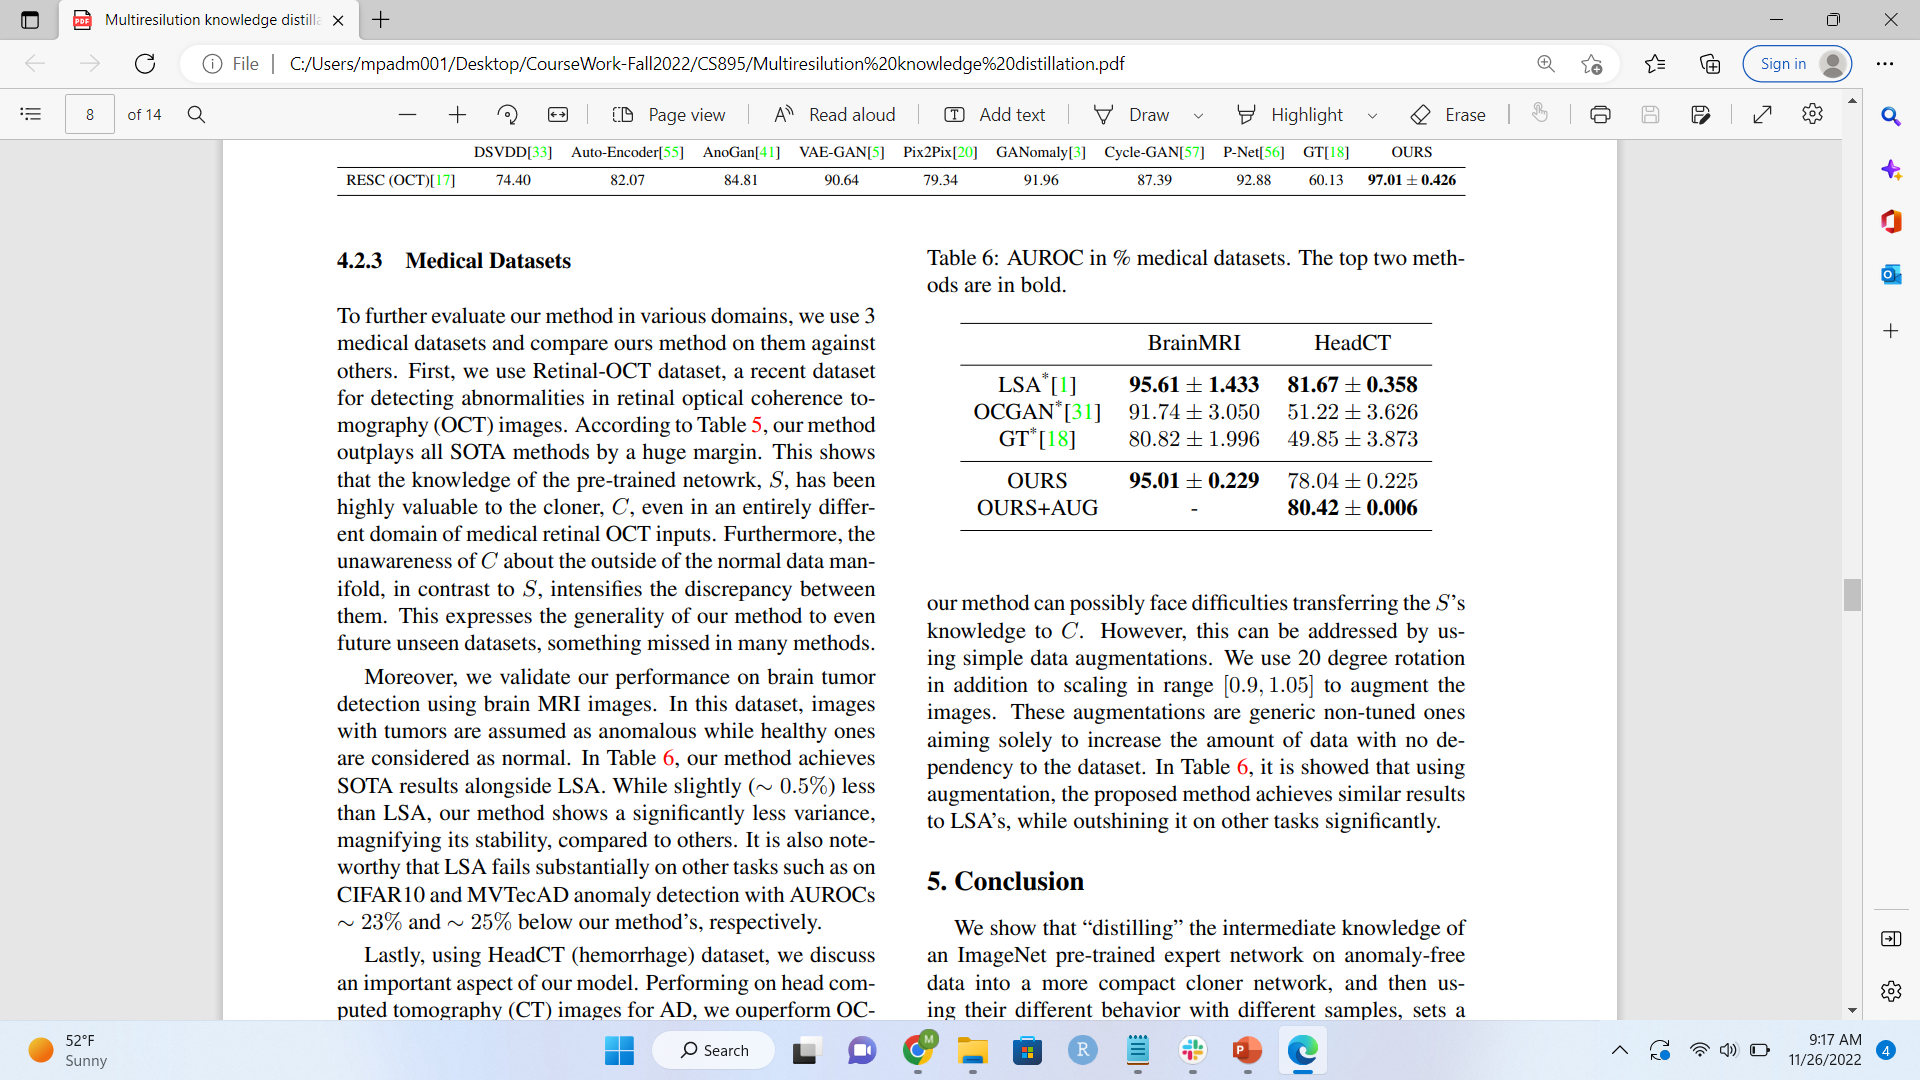 Multiresilution knowledge distilla
File
C:/Users/mpadm001/Desktop/CourseWork-Fall2022/CS895/Multiresilution%20knowledge%20distillation.pdf
Sign in
8 of 14
Page view
Read aloud
Add text
Draw
Highlight
Erase
DSVDD[33] Auto-Encoder[55] AnoGan[41] VAE-GAN[5] Pix2Pix[20] GANomaly[3] Cycle-GAN[57] P-Net[56] GT[18] OURS
RESC (OCT)[17] 74.40 82.07 84.81 90.64 79.34 91.96 87.39 92.88 60.13 97.01 ± 0.426
4.2.3 Medical Datasets
To further evaluate our method in various domains, we use 3
medical datasets and compare ours method on them against
others. First, we use Retinal-OCT dataset, a recent dataset
for detecting abnormalities in retinal optical coherence to-
mography (OCT) images. According to Table 5, our method
outplays all SOTA methods by a huge margin. This shows
that the knowledge of the pre-trained netowrk, S, has been
highly valuable to the cloner, C, even in an entirely differ-
ent domain of medical retinal OCT inputs. Furthermore, the
unawareness of C about the outside of the normal data man-
ifold, in contrast to S, intensifies the discrepancy between
them. This expresses the generality of our method to even
future unseen datasets, something missed in many methods.
Moreover, we validate our performance on brain tumor
detection using brain MRI images. In this dataset, images
with tumors are assumed as anomalous while healthy ones
are considered as normal. In Table 6, our method achieves
SOTA results alongside LSA. While slightly (∼ 0.5%) less
than LSA, our method shows a significantly less variance,
magnifying its stability, compared to others. It is also note-
worthy that LSA fails substantially on other tasks such as on
CIFAR10 and MVTecAD anomaly detection with AUROCs
∼ 23% and ∼ 25% below our method's, respectively.
Lastly, using HeadCT (hemorrhage) dataset, we discuss
an important aspect of our model. Performing on head com-
puted tomography (CT) images for AD, we ouperform OC-
Table 6: AUROC in % medical datasets. The top two meth-
ods are in bold.
BrainMRI HeadCT
LSA*[1] 95.61 ± 1.433 81.67 ± 0.358
OCGAN*[31] 91.74 ± 3.050 51.22 ± 3.626
GT*[18] 80.82 ± 1.996 49.85 ± 3.873
OURS 95.01 ± 0.229 78.04 ± 0.225
OURS+AUG - 80.42 ± 0.006
our method can possibly face difficulties transferring the S's
knowledge to C. However, this can be addressed by us-
ing simple data augmentations. We use 20 degree rotation
in addition to scaling in range [0.9, 1.05] to augment the
images. These augmentations are generic non-tuned ones
aiming solely to increase the amount of data with no de-
pendency to the dataset. In Table 6, it is showed that using
augmentation, the proposed method achieves similar results
to LSA's, while outshining it on other tasks significantly.
5. Conclusion
We show that “distilling” the intermediate knowledge of
an ImageNet pre-trained expert network on anomaly-free
data into a more compact cloner network, and then us-
ing their different behavior with different samples, sets a
52°F
Sunny
Search
M
R
P
9:17 AM
11/26/2022
4